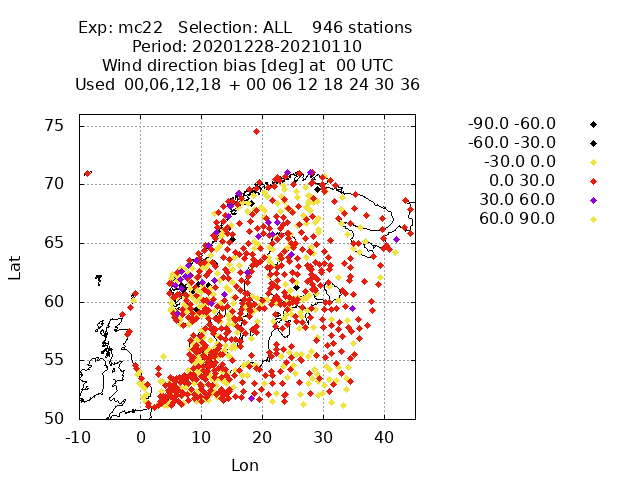 Exp: mc22 Selection: ALL 946 stations
Period: 20201228-20210110
Wind direction bias [deg] at 00 UTC
Used 00,06,12,18 + 00 06 12 18 24 30 36
-90.0 -60.0
-60.0 -30.0
-30.0 0.0
0.0 30.0
30.0 60.0
60.0 90.0
75
70
65
60
55
50
Lat
-10 0 10 20 30 40
Lon